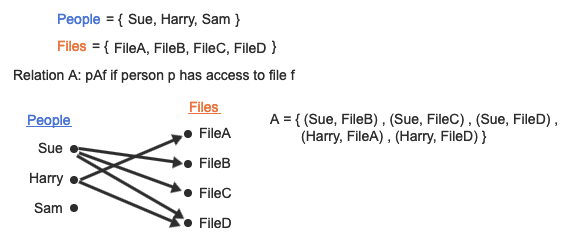 People = { Sue, Harry, Sam }
Files = { FileA, FileB, FileC, FileD }
Relation A: pAf if person p has access to file f
People
Files
Sue
Harry
Sam
FileA
FileB
FileC
FileD
A = { (Sue, FileB) , (Sue, FileC) , (Sue, FileD) ,
(Harry, FileA) , (Harry, FileD) }